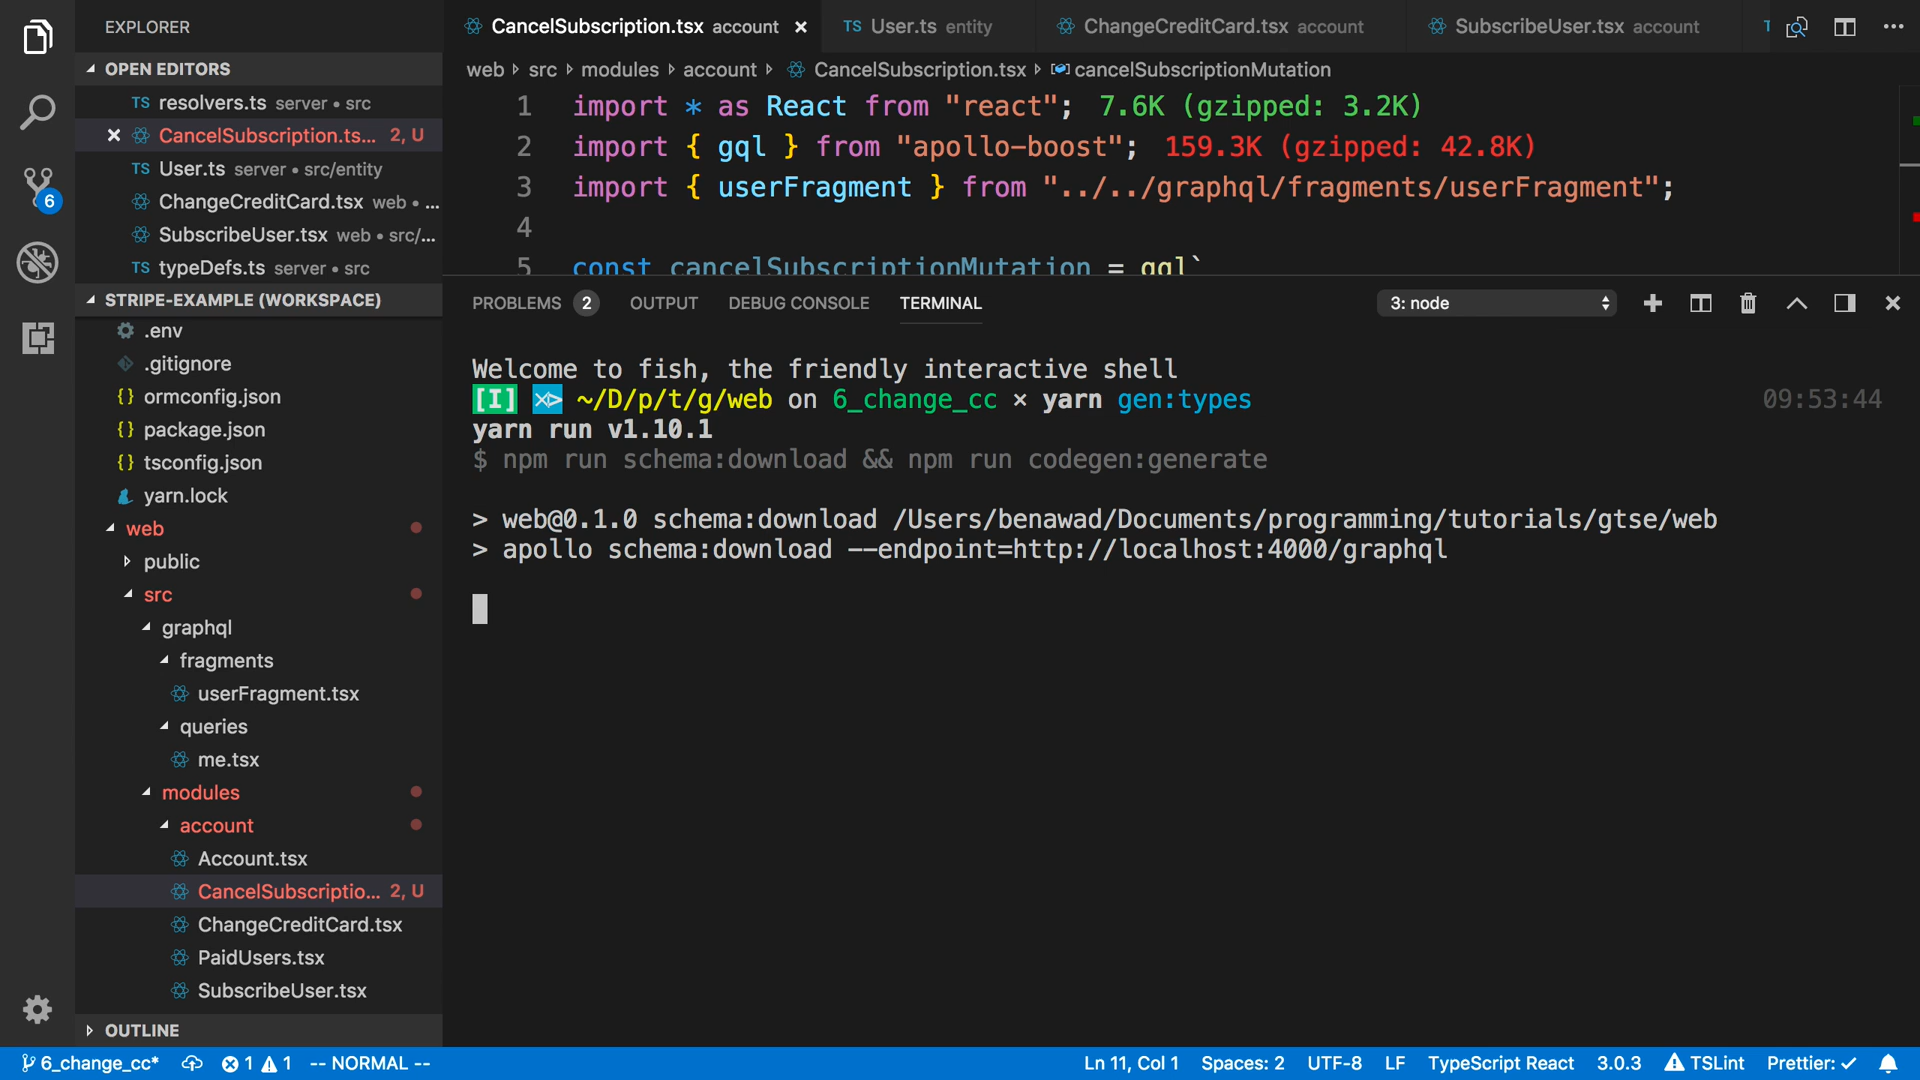 EXPLORER
OPEN EDITORS
TS resolvers.ts server • src
CancelSubscription.ts... 2, U
TS User.ts server • src/entity
ChangeCreditCard.tsx web • ...
SubscribeUser.tsx web • src/...
TS typeDefs.ts server • src
STRIPE-EXAMPLE (WORKSPACE)
.env
.gitignore
{} ormconfig.json
{} package.json
{} tsconfig.json
yarn.lock
web
public
src
graphql
fragments
userFragment.tsx
queries
me.tsx
modules
account
Account.tsx
CancelSubscriptio... 2, U
ChangeCreditCard.tsx
PaidUsers.tsx
SubscribeUser.tsx
OUTLINE
6
CancelSubscription.tsx account
TS User.ts entity
ChangeCreditCard.tsx account
SubscribeUser.tsx account
web src modules account CancelSubscription.tsx cancelSubscriptionMutation
1 import * as React from "react"; 7.6K (gzipped: 3.2K)
2 import { gql } from "apollo-boost"; 159.3K (gzipped: 42.8K)
3 import { userFragment } from "../../graphql/fragments/userFragment";
4
5 const cancelSubscriptionMutation = gql`
PROBLEMS 2 OUTPUT DEBUG CONSOLE TERMINAL 3: node
Welcome to fish, the friendly interactive shell
[I] ~/D/p/t/g/web on 6_change_cc × yarn gen:types 09:53:44
yarn run v1.10.1
$ npm run schema:download && npm run codegen:generate
> web@0.1.0 schema:download /Users/benawad/Documents/programming/tutorials/gtse/web
> apollo schema:download --endpoint=http://localhost:4000/graphql
6_change_cc* 1 1 -- NORMAL -- Ln 11, Col 1 Spaces: 2 UTF-8 LF TypeScript React 3.0.3 TSLint Prettier: ✓